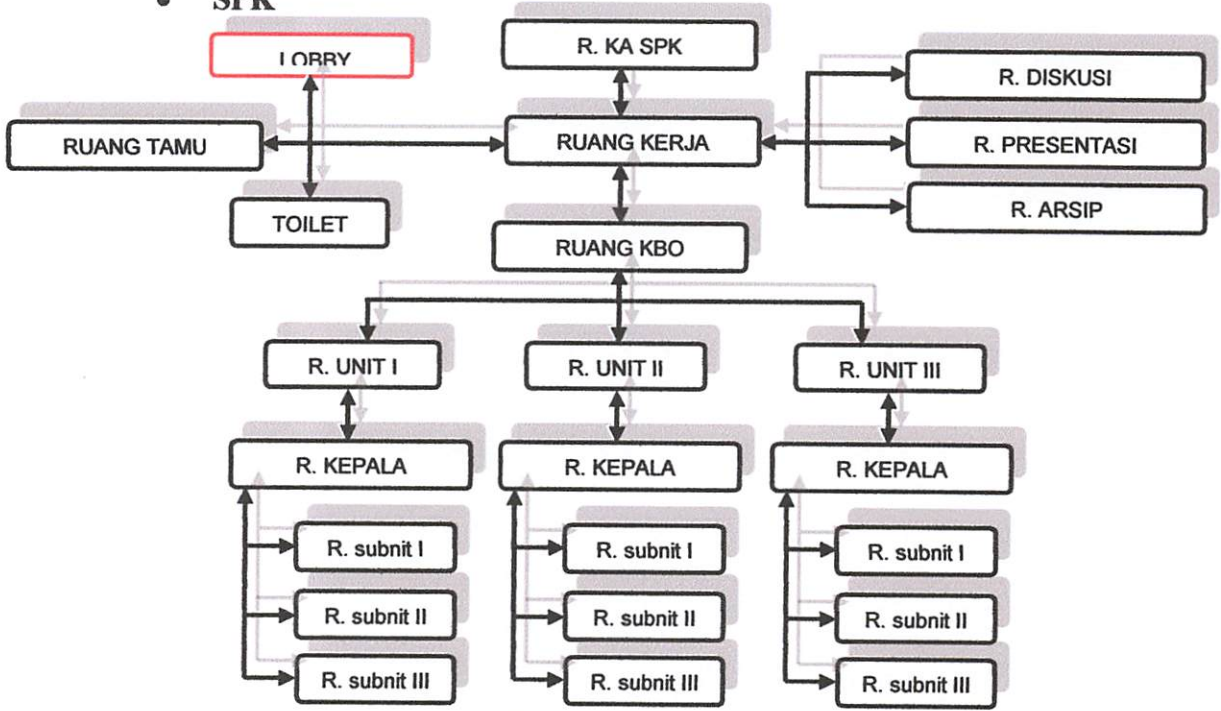 SPK
LOBBY
R. KA SPK
R. DISKUSI
RUANG TAMU
RUANG KERJA
R. PRESENTASI
TOILET
R. ARSIP
RUANG KBO
R. UNIT I
R. UNIT II
R. UNIT III
R. KEPALA
R. KEPALA
R. KEPALA
R. subnit I
R. subnit I
R. subnit I
R. subnit II
R. subnit II
R. subnit II
R. subnit III
R. subnit III
R. subnit III